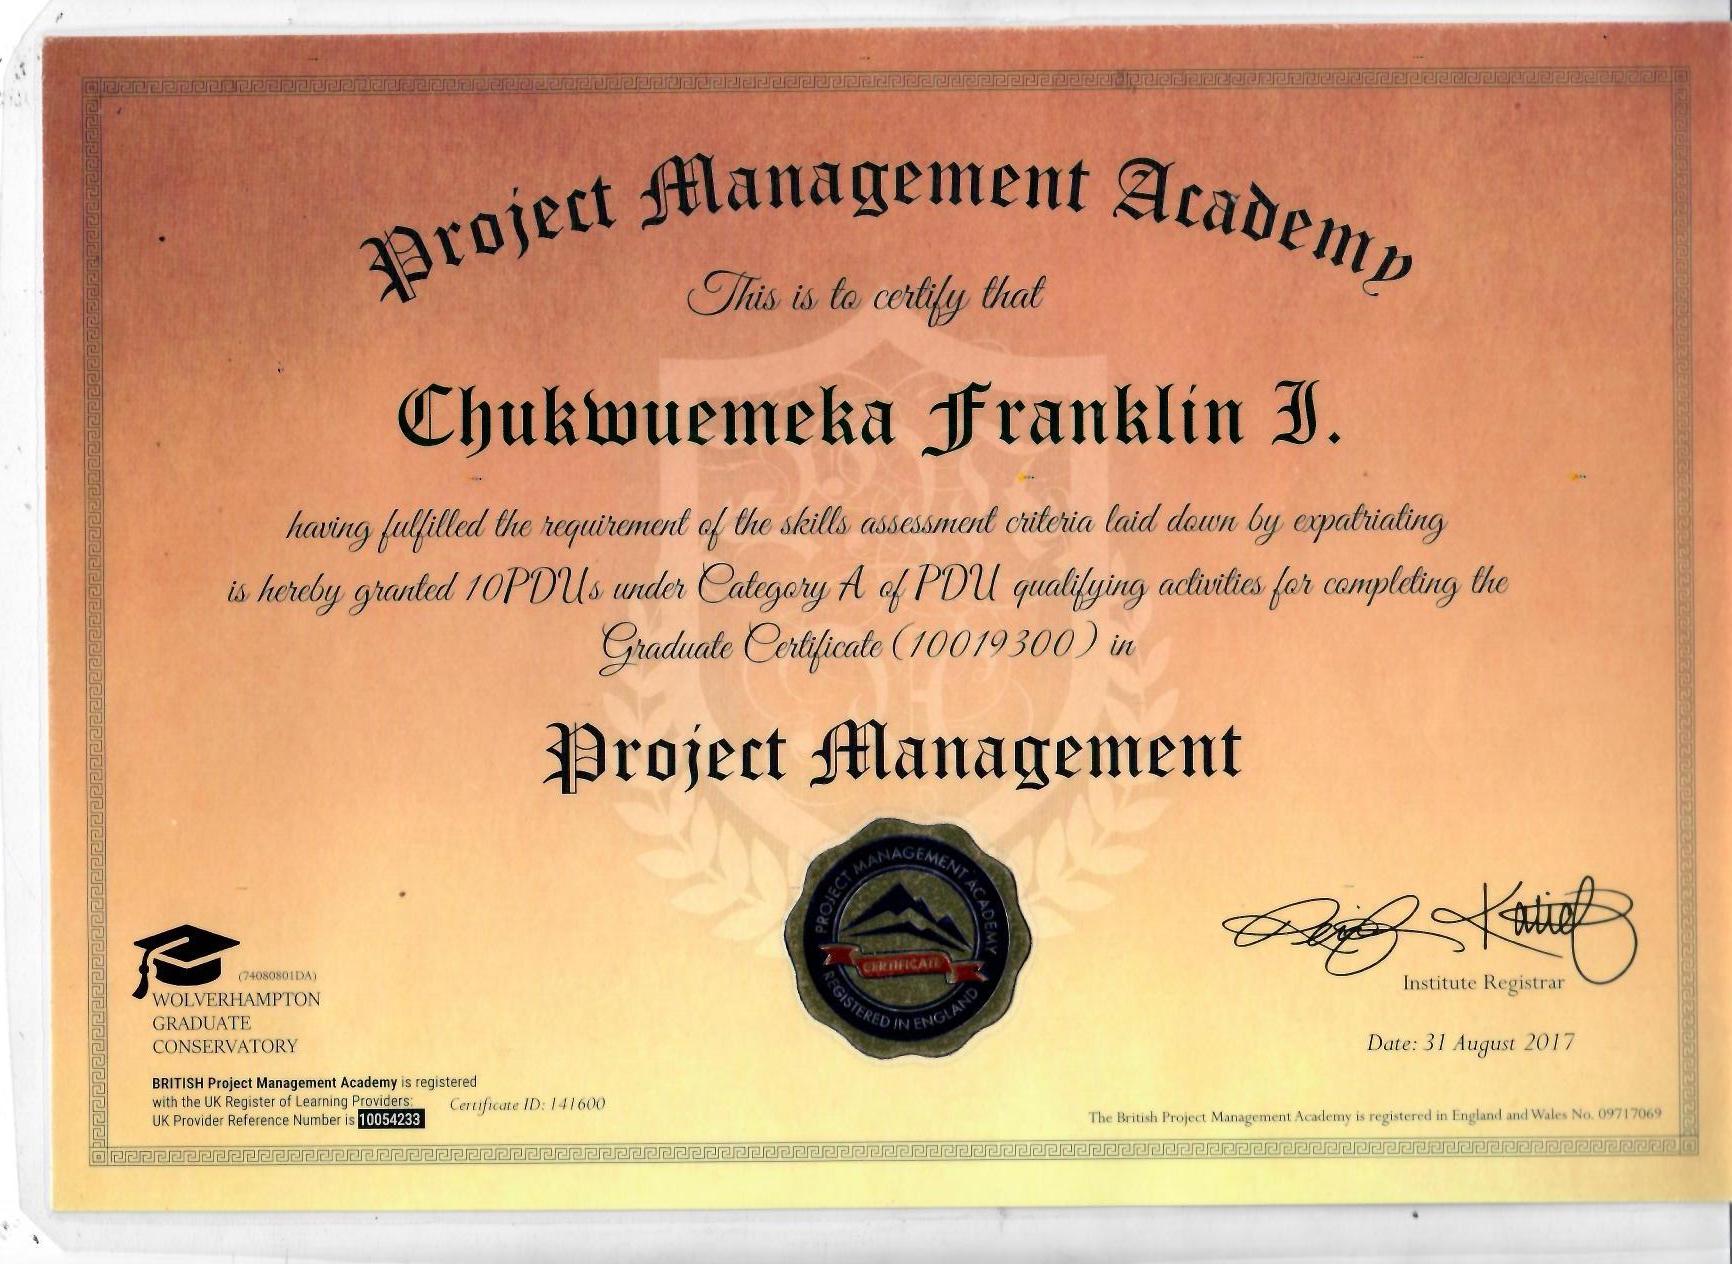 Project Management Academy
This is to certify that
Chukwuemeka Franklin I.
having fulfilled the requirement of the skills assessment criteria laid down by expatriating
is hereby granted 10PDUs under Category A of PDU qualifying activities for completing the
Graduate Certificate (10019300) in
Project Management
PROJECT MANAGEMENT ACADEMY
CERTIFICATE
REGISTERED IN ENGLAND
Institute Registrar
Date: 31 August 2017
(74080801DA)
WOLVERHAMPTON
GRADUATE
CONSERVATORY
BRITISH Project Management Academy is registered
with the UK Register of Learning Providers:
UK Provider Reference Number is 10054233
Certificate ID: 141600
The British Project Management Academy is registered in England and Wales No. 09717069